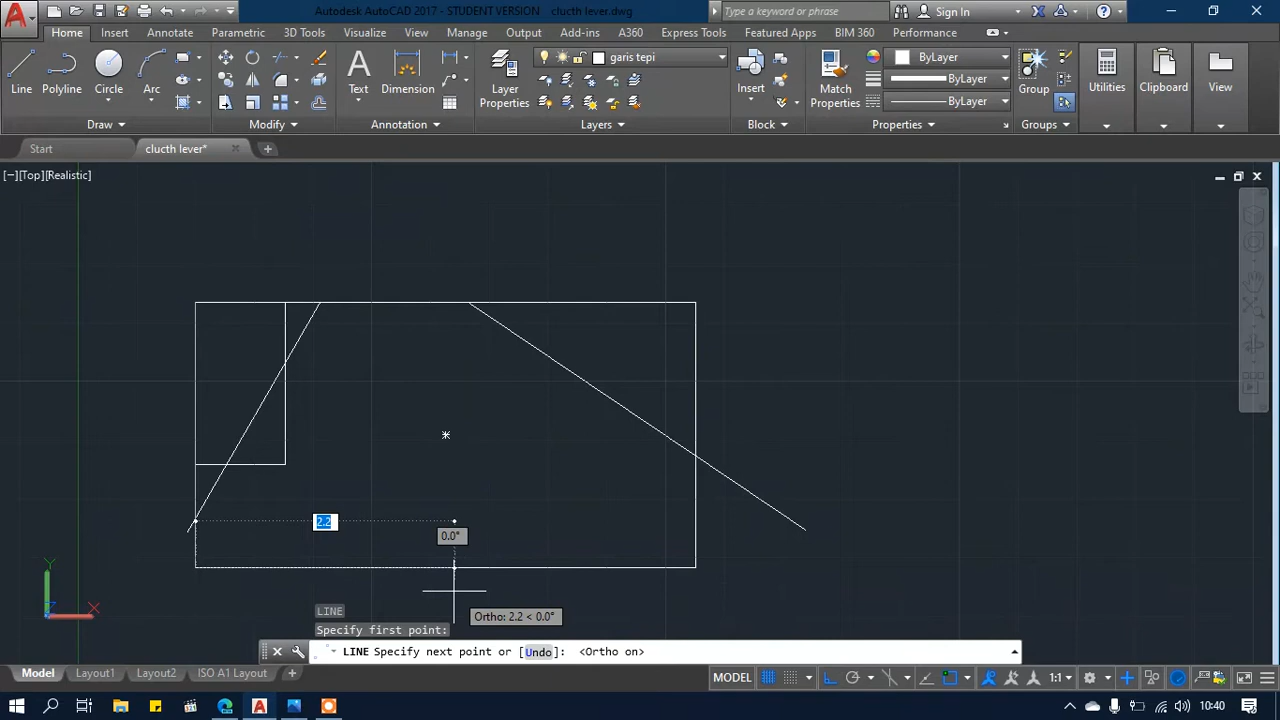 Autodesk AutoCAD 2017 - STUDENT VERSION clucth lever.dwg
Type a keyword or phrase
Sign In
Home Insert Annotate Parametric 3D Tools Visualize View Manage Output Add-ins A360 Express Tools Featured Apps BIM 360 Performance
Line Polyline Circle Arc
Text Dimension
Layer Properties
garis tepi
Insert
Match Properties
ByLayer
ByLayer
ByLayer
Group
Utilities
Clipboard
View
Draw Modify Annotation Layers Block Properties Groups
Start clucth lever*
[−][Top][Realistic]
2.2
0.0°
Y
X
LINE
Ortho: 2.2 < 0.0°
Specify first point:
LINE Specify next point or [Undo]: <Ortho on>
Model Layout1 Layout2 ISO A1 Layout
MODEL
1:1
10:40